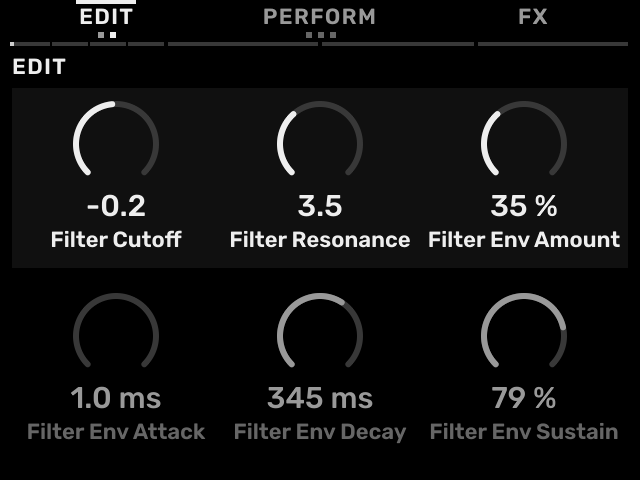 EDIT PERFORM FX
EDIT
-0.2 3.5 35 %
Filter Cutoff Filter Resonance Filter Env Amount
1.0 ms 345 ms 79 %
Filter Env Attack Filter Env Decay Filter Env Sustain